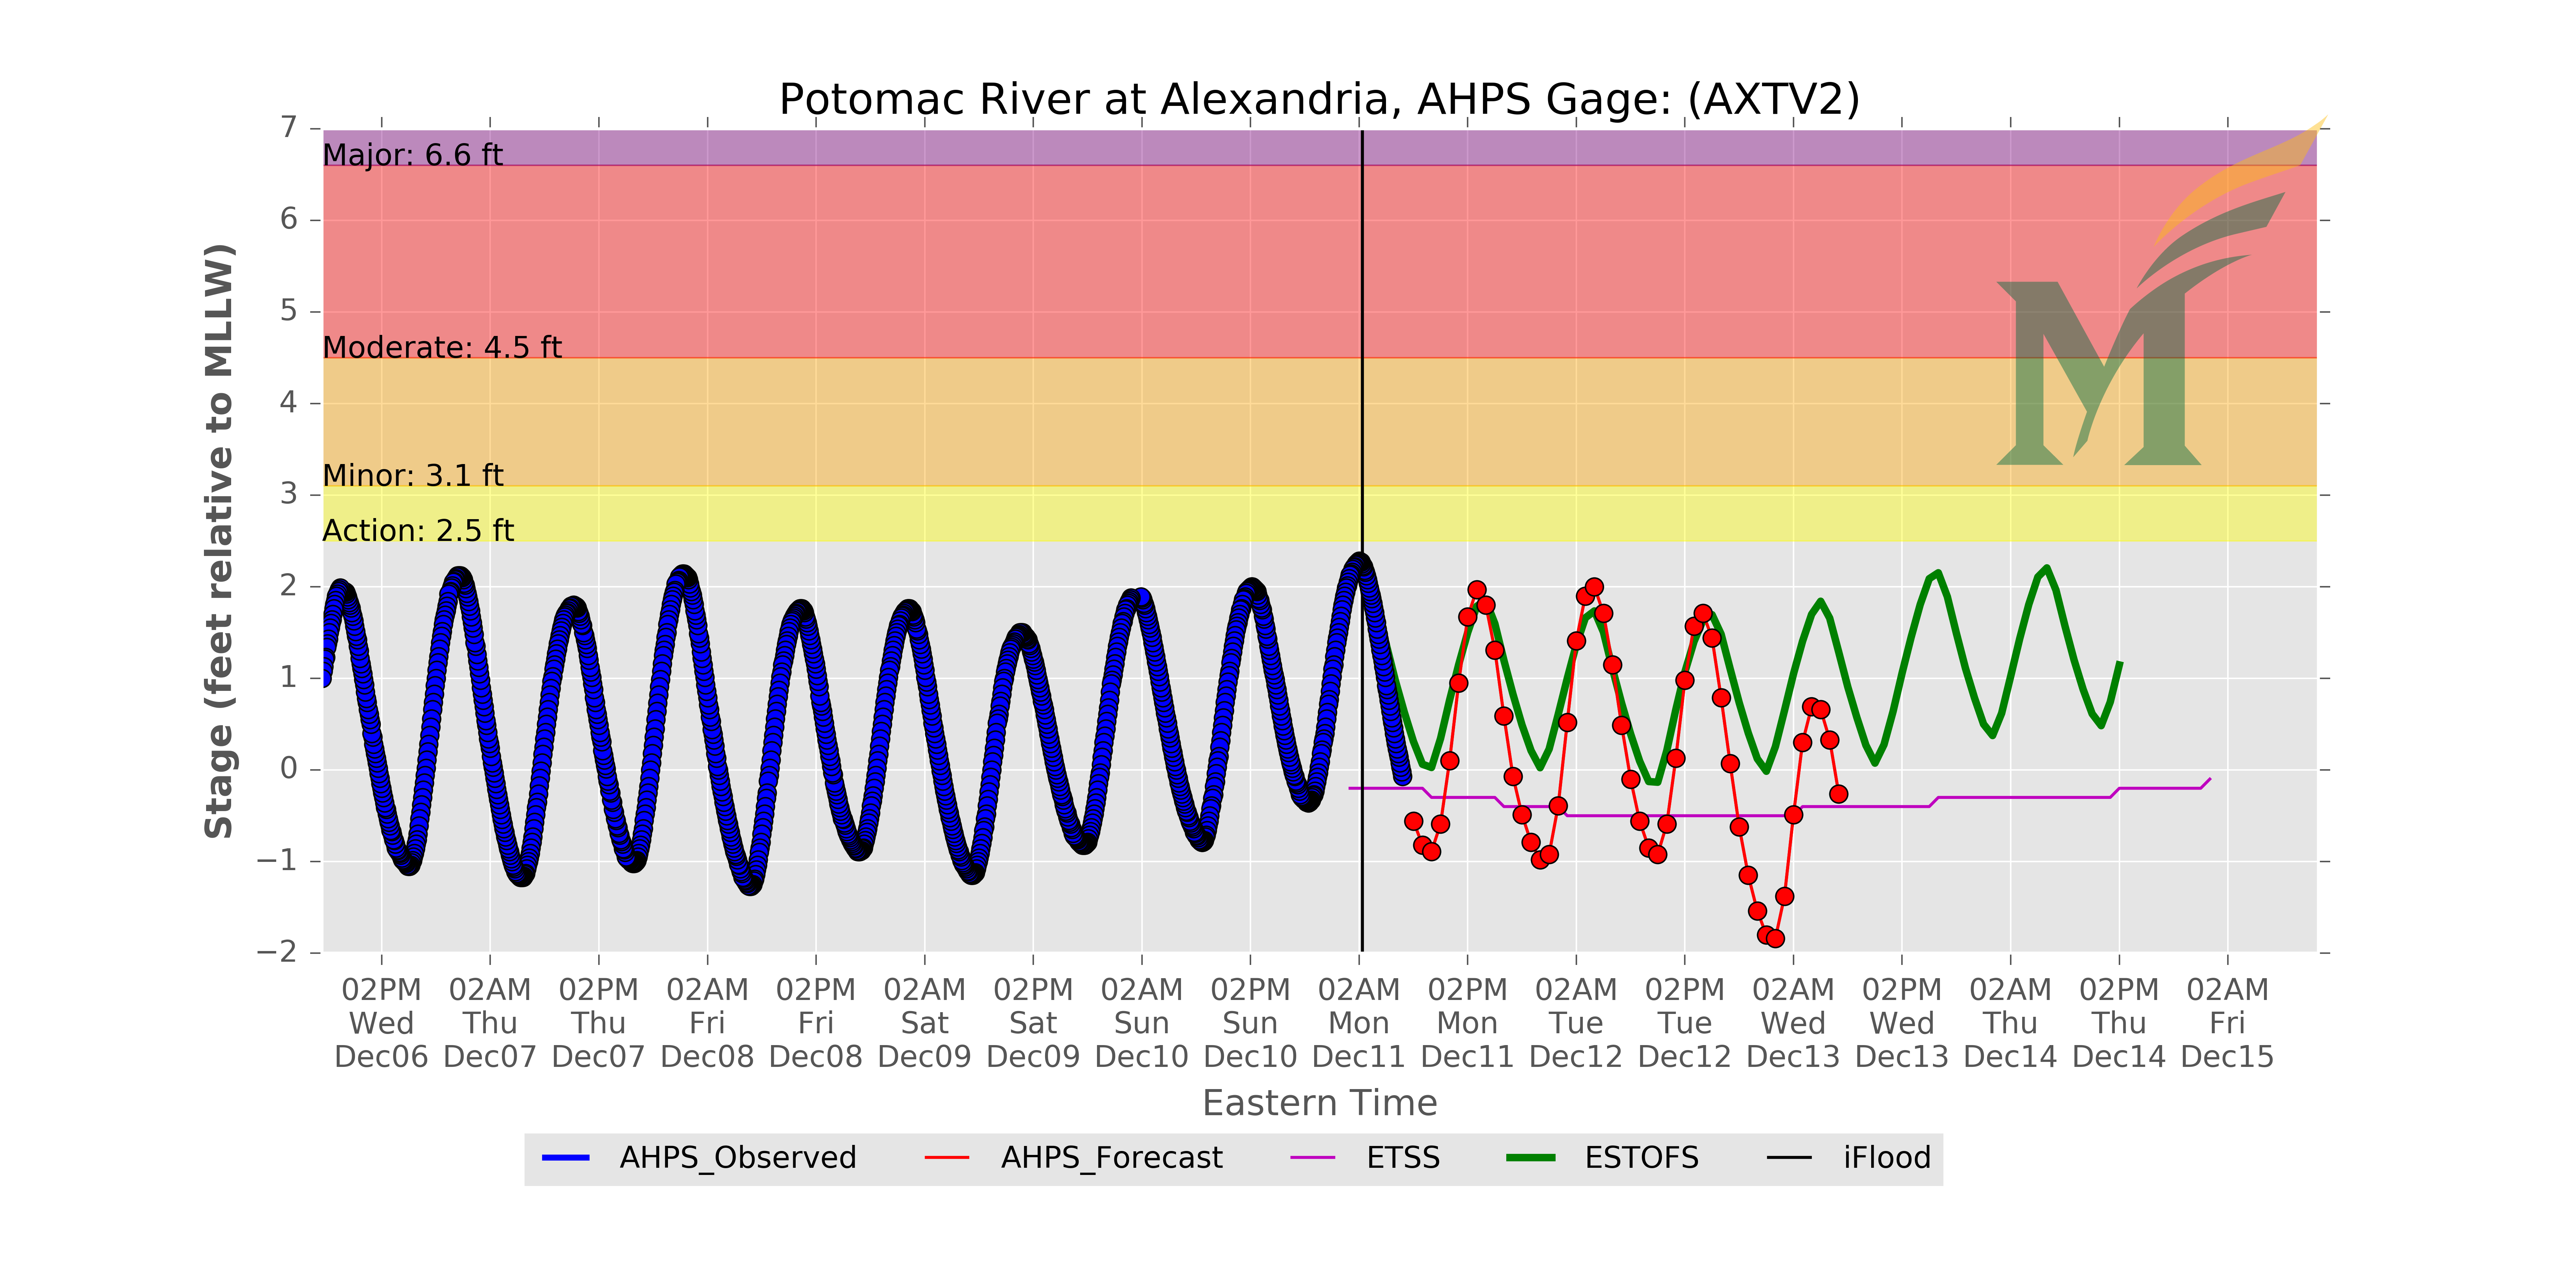 Potomac River at Alexandria, AHPS Gage: (AXTV2)
Stage (feet relative to MLLW)
7
6
5
4
3
2
1
0
−1
−2
Major: 6.6 ft
Moderate: 4.5 ft
Minor: 3.1 ft
Action: 2.5 ft
M
02PM 02AM 02PM 02AM 02PM 02AM 02PM 02AM 02PM 02AM 02PM 02AM 02PM 02AM 02PM 02AM 02PM 02AM
Wed Thu Thu Fri Fri Sat Sat Sun Sun Mon Mon Tue Tue Wed Wed Thu Thu Fri
Dec06 Dec07 Dec07 Dec08 Dec08 Dec09 Dec09 Dec10 Dec10 Dec11 Dec11 Dec12 Dec12 Dec13 Dec13 Dec14 Dec14 Dec15
Eastern Time
AHPS_Observed AHPS_Forecast ETSS ESTOFS iFlood